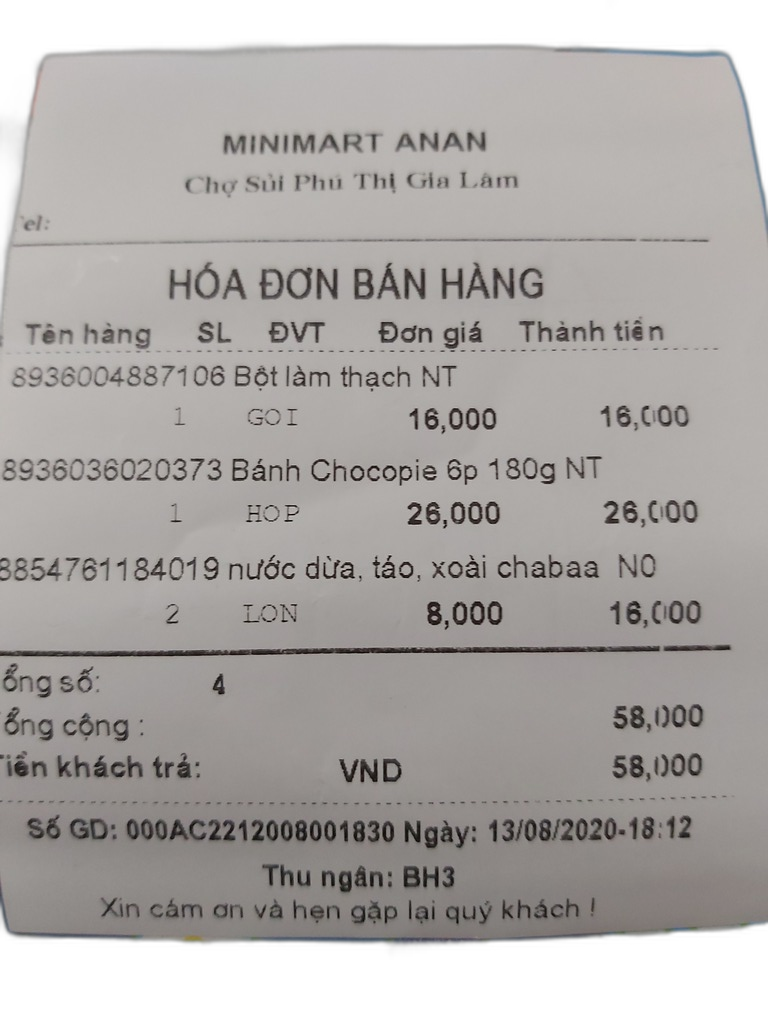 MINIMART ANAN
Chợ Sủi Phú Thị Gia Lâm
Tel:
HÓA ĐƠN BÁN HÀNG
Tên hàng SL ĐVT Đơn giá Thành tiền
8936004887106 Bột làm thạch NT
1 GOI 16,000 16,000
8936036020373 Bánh Chocopie 6p 180g NT
1 HOP 26,000 26,000
8854761184019 nước dừa, táo, xoài chabaa NO
2 LON 8,000 16,000
Tổng số: 4
Tổng cộng : 58,000
Tiền khách trả: VND 58,000
Số GD: 000AC2212008001830 Ngày: 13/08/2020-18:12
Thu ngân: BH3
Xin cám ơn và hẹn gặp lại quý khách !